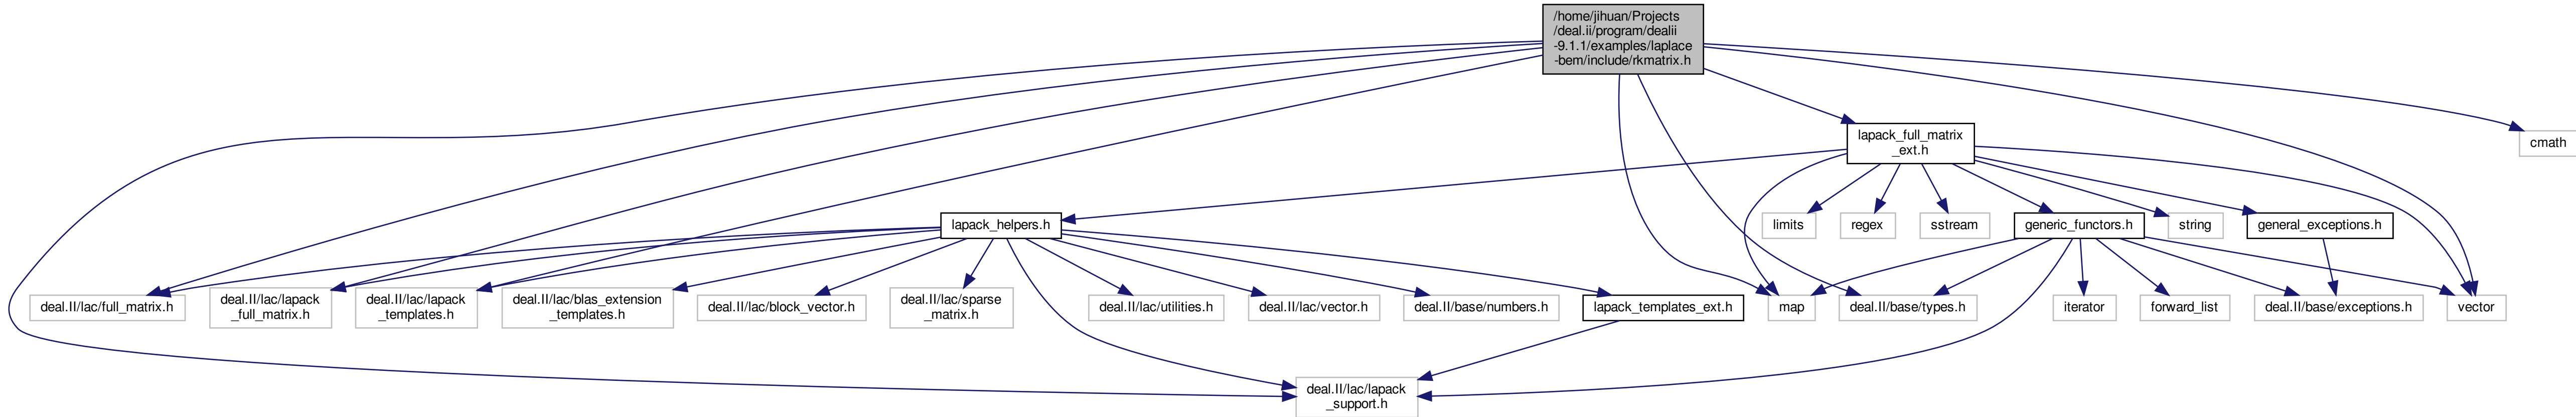 /home/jihuan/Projects
/deal.ii/program/dealii
-9.1.1/examples/laplace
-bem/include/rkmatrix.h
lapack_full_matrix
_ext.h
cmath
lapack_helpers.h
limits
regex
sstream
generic_functors.h
string
general_exceptions.h
deal.II/lac/full_matrix.h
deal.II/lac/lapack
_full_matrix.h
deal.II/lac/lapack
_templates.h
deal.II/lac/blas_extension
_templates.h
deal.II/lac/block_vector.h
deal.II/lac/sparse
_matrix.h
deal.II/lac/utilities.h
deal.II/lac/vector.h
deal.II/base/numbers.h
lapack_templates_ext.h
map
deal.II/base/types.h
iterator
forward_list
deal.II/base/exceptions.h
vector
deal.II/lac/lapack
_support.h